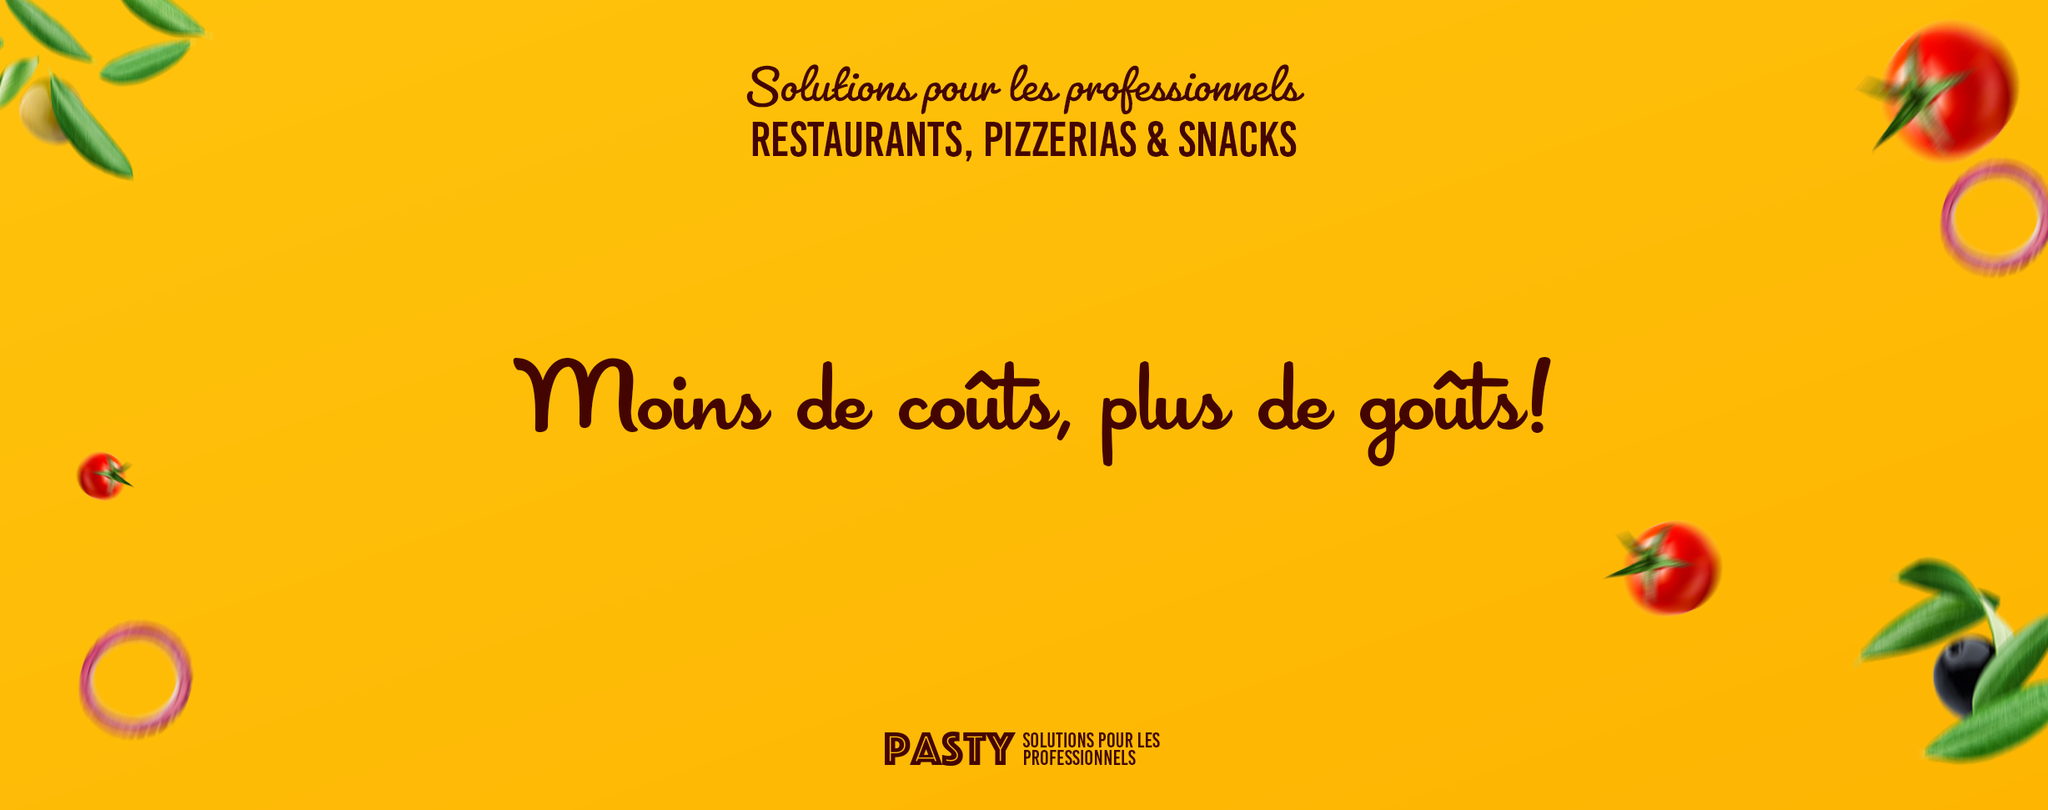 Solutions pour les professionnels
RESTAURANTS, PIZZERIAS & SNACKS
Moins de coûts, plus de goûts!
PASTY SOLUTIONS POUR LES
PROFESSIONNELS